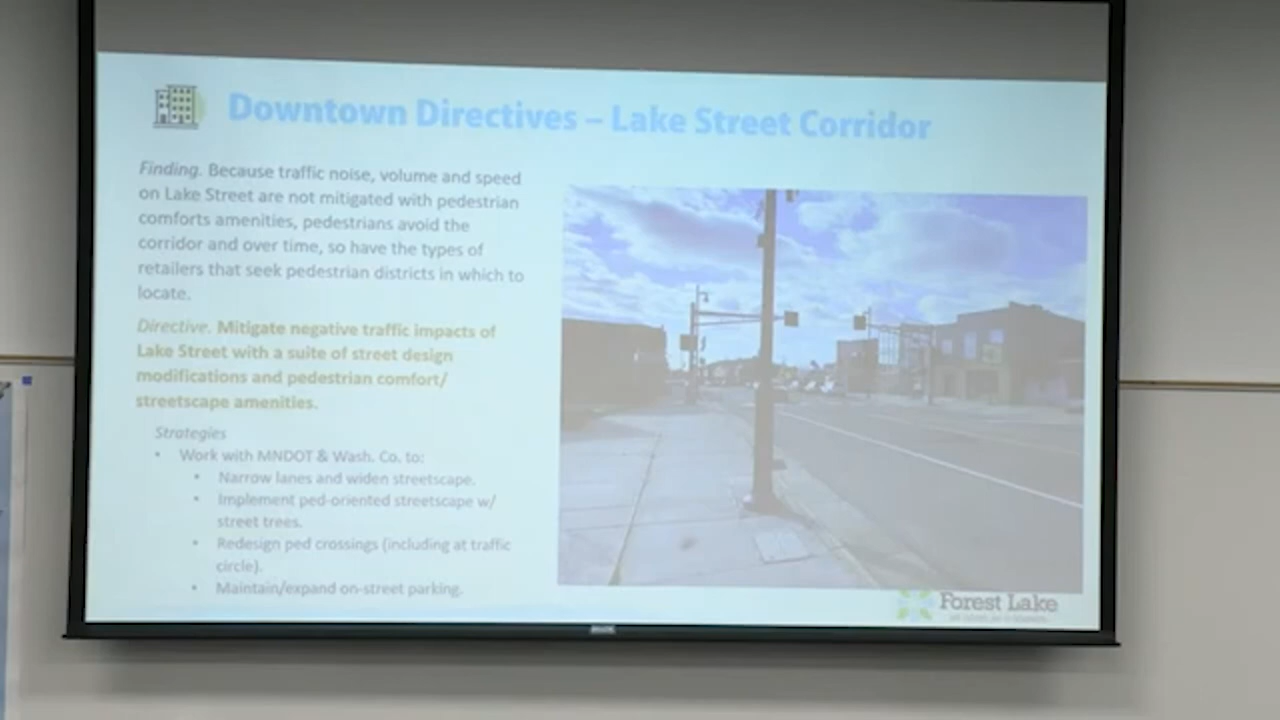 Downtown Directives – Lake Street Corridor
Finding. Because traffic noise, volume and speed
on Lake Street are not mitigated with pedestrian
comforts amenities, pedestrians avoid the
corridor and over time, so have the types of
retailers that seek pedestrian districts in which to
locate.
Directive. Mitigate negative traffic impacts of
Lake Street with a suite of street design
modifications and pedestrian comfort/
streetscape amenities.
Strategies
• Work with MNDOT & Wash. Co. to:
• Narrow lanes and widen streetscape.
• Implement ped-oriented streetscape w/
street trees.
• Redesign ped crossings (including at traffic
circle).
• Maintain/expand on-street parking.
Forest Lake